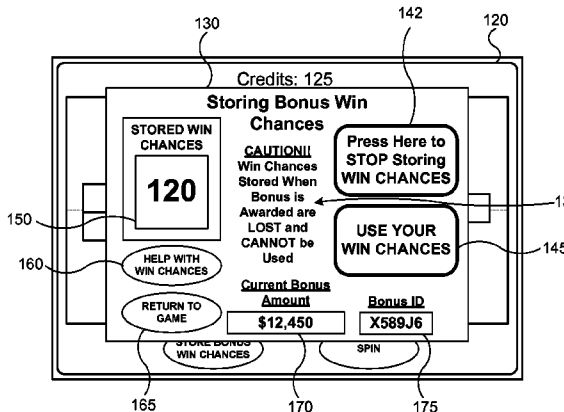 142
120
130
Credits: 125
Storing Bonus Win
Chances
STORED WIN
CHANCES
120
150
CAUTION!!
Win Chances
Stored When
Bonus is
Awarded are
LOST and
CANNOT be
Used
Press Here to
STOP Storing
WIN CHANCES
USE YOUR
WIN CHANCES
145
160
HELP WITH
WIN CHANCES
RETURN TO
GAME
165
Current Bonus
Amount
$12,450
170
Bonus ID
X589J6
175
STORE BONUS
WIN CHANCES
SPIN